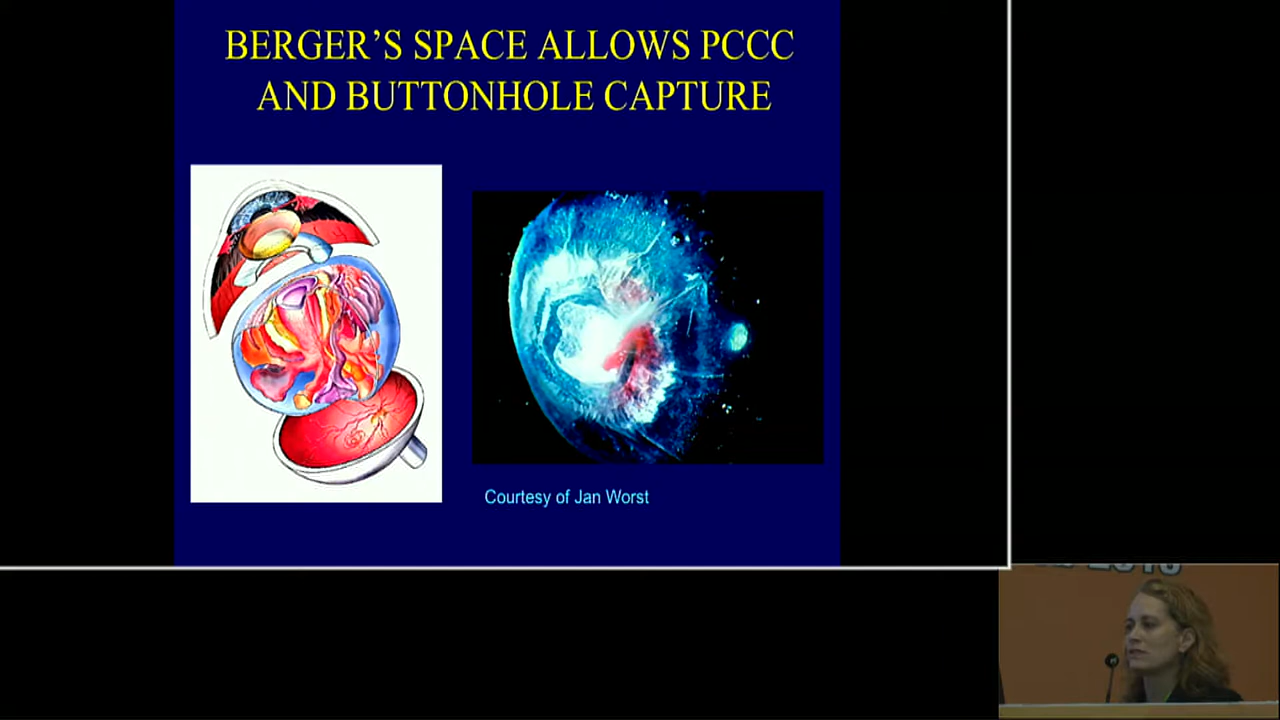 BERGER'S SPACE ALLOWS PCCC
AND BUTTONHOLE CAPTURE
Courtesy of Jan Worst